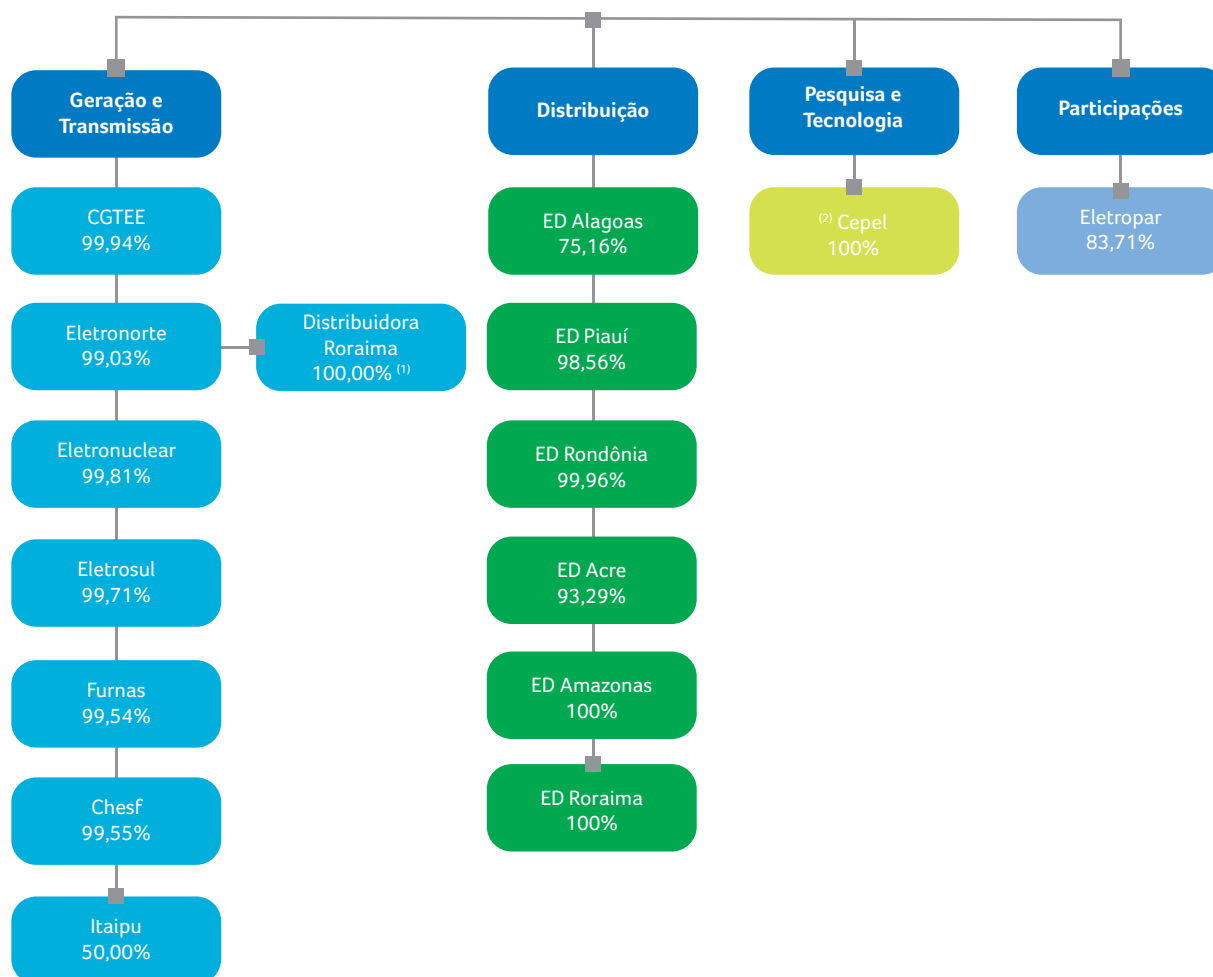 Geração e
Transmissão
CGTEE
99,94%
Eletronorte
99,03%
Distribuidora
Roraima
100,00% (1)
Eletronuclear
99,81%
Eletrosul
99,71%
Furnas
99,54%
Chesf
99,55%
Itaipu
50,00%
Distribuição
ED Alagoas
75,16%
ED Piauí
98,56%
ED Rondônia
99,96%
ED Acre
93,29%
ED Amazonas
100%
ED Roraima
100%
Pesquisa e
Tecnologia
(2) Cepel
100%
Participações
Eletropar
83,71%